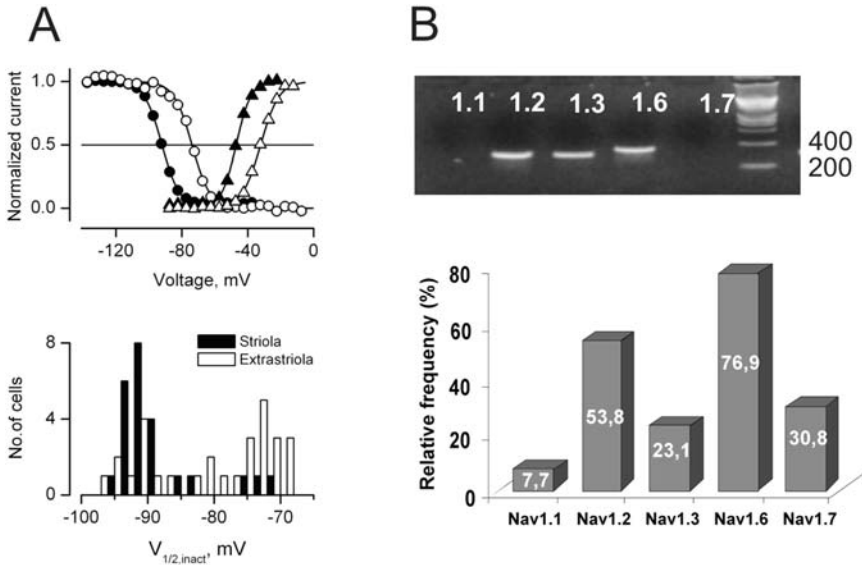 A
Normalized current
1.0
0.5
0.0
-120
-80
-40
0
Voltage, mV
No.of cells
8
4
0
Striola
Extrastriola
-100
-90
-80
-70
V1/2,inact, mV
B
1.1 1.2 1.3 1.6 1.7
400
200
Relative frequency (%)
80
60
40
20
0
7,7
53,8
23,1
76,9
30,8
Nav1.1 Nav1.2 Nav1.3 Nav1.6 Nav1.7